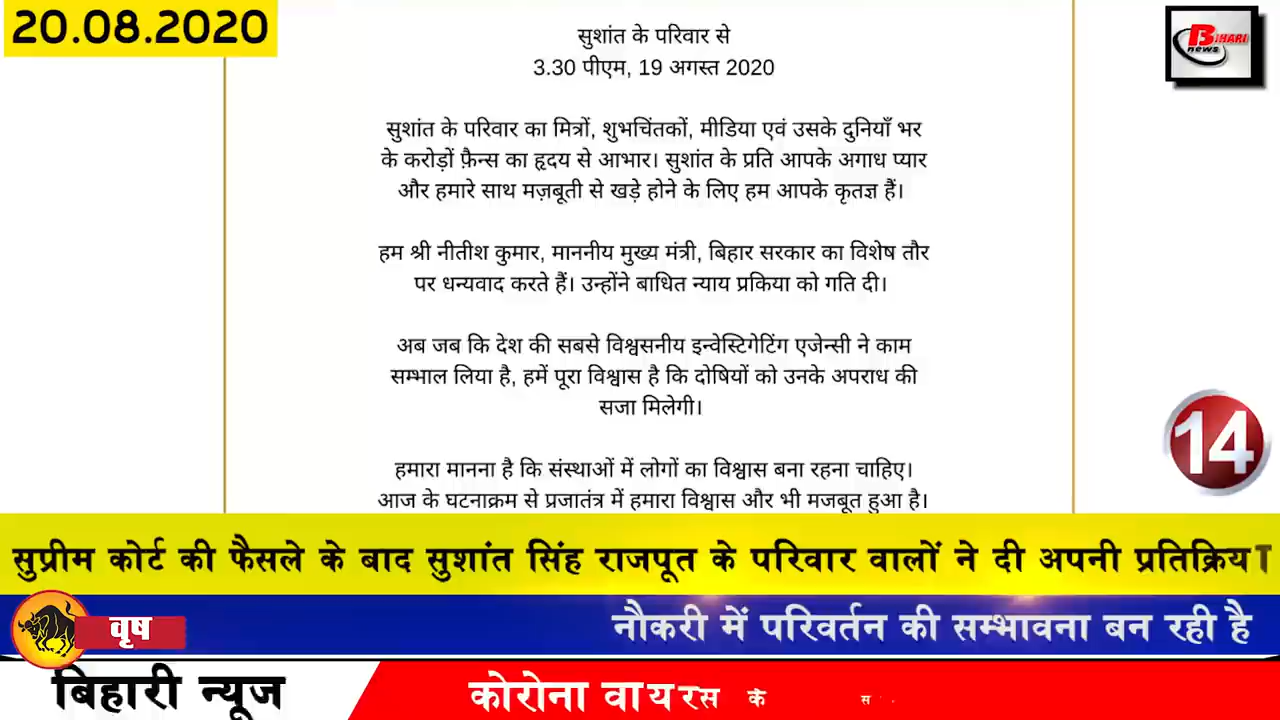 20.08.2020
BIHARI
news
सुशांत के परिवार से
3.30 पीएम, 19 अगस्त 2020
सुशांत के परिवार का मित्रों, शुभचिंतकों, मीडिया एवं उसके दुनियाँ भर
के करोड़ों फ़ैन्स का हृदय से आभार। सुशांत के प्रति आपके अगाध प्यार
और हमारे साथ मज़बूती से खड़े होने के लिए हम आपके कृतज्ञ हैं।
हम श्री नीतीश कुमार, माननीय मुख्य मंत्री, बिहार सरकार का विशेष तौर
पर धन्यवाद करते हैं। उन्होंने बाधित न्याय प्रकिया को गति दी।
अब जब कि देश की सबसे विश्वसनीय इन्वेस्टिगेटिंग एजेन्सी ने काम
सम्भाल लिया है, हमें पूरा विश्वास है कि दोषियों को उनके अपराध की
सजा मिलेगी।
हमारा मानना है कि संस्थाओं में लोगों का विश्वास बना रहना चाहिए।
आज के घटनाक्रम से प्रजातंत्र में हमारा विश्वास और भी मजबूत हुआ है।
14
सुप्रीम कोर्ट की फैसले के बाद सुशांत सिंह राजपूत के परिवार वालों ने दी अपनी प्रतिक्रिया
वृष
नौकरी में परिवर्तन की सम्भावना बन रही है
बिहारी न्यूज
कोरोना वायरस के स